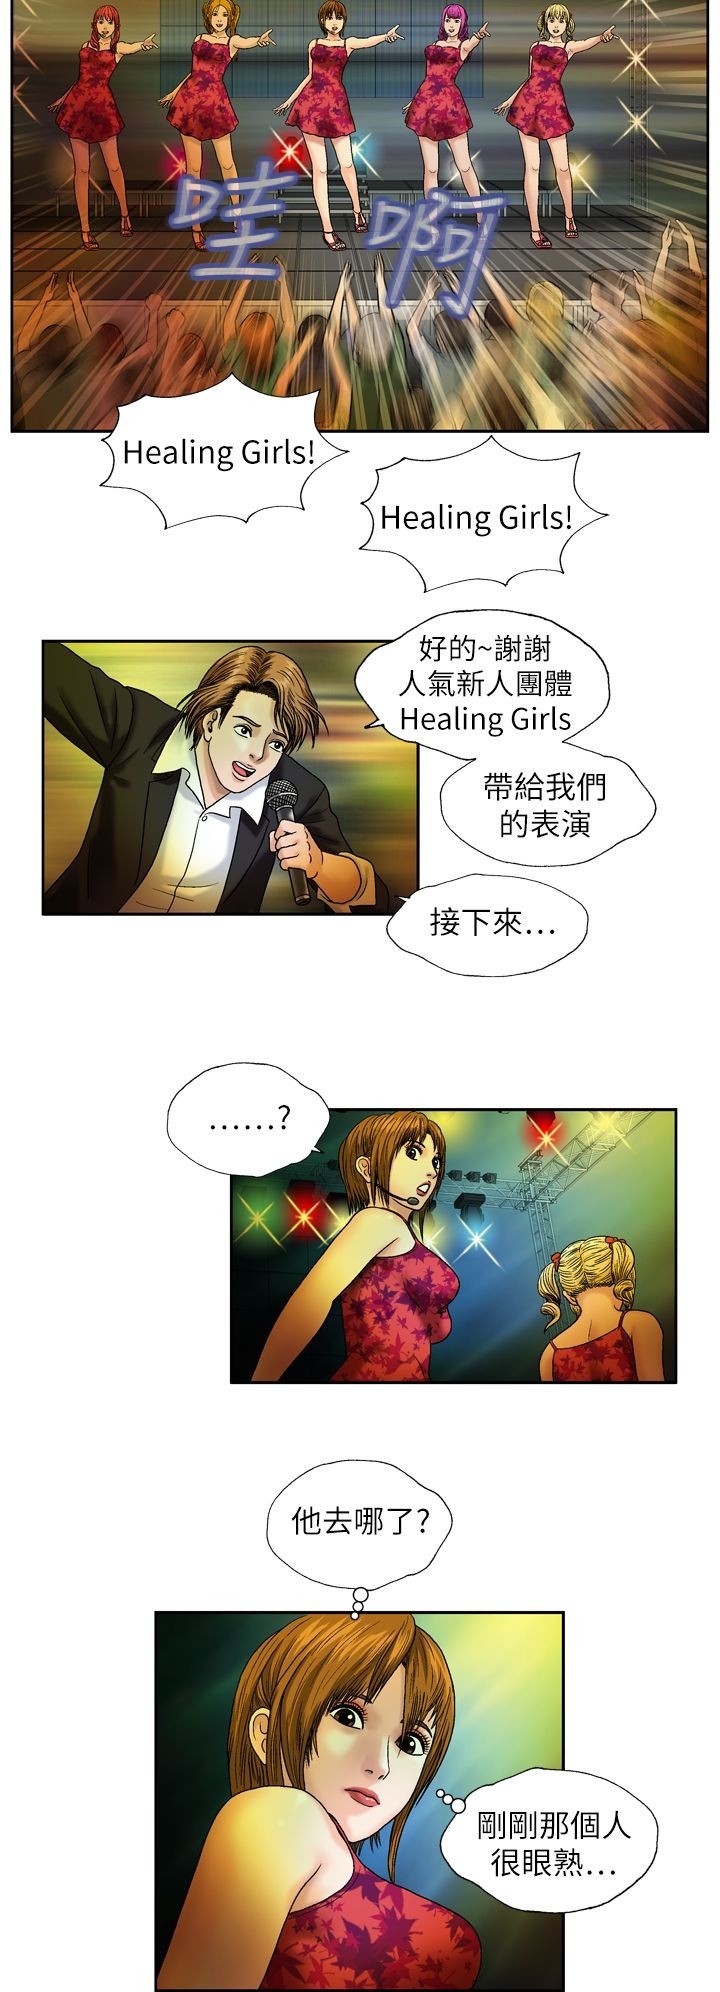 哇 啊
Healing Girls!
Healing Girls!
好的~謝謝
人氣新人團體
Healing Girls
帶給我們
的表演
接下來...
......?
他去哪了?
剛剛那個人
很眼熟...